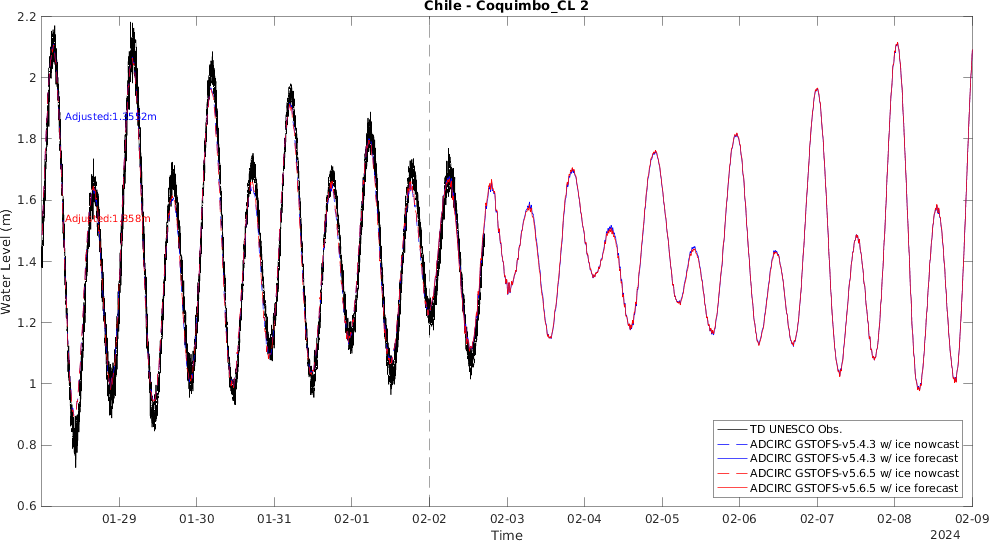 Chile - Coquimbo_CL 2
2.2
2
1.8
1.6
1.4
1.2
1
0.8
0.6
Water Level (m)
Adjusted:1.3552m
Adjusted:1.358m
TD UNESCO Obs.
ADCIRC GSTOFS-v5.4.3 w/ ice nowcast
ADCIRC GSTOFS-v5.4.3 w/ ice forecast
ADCIRC GSTOFS-v5.6.5 w/ ice nowcast
ADCIRC GSTOFS-v5.6.5 w/ ice forecast
01-29 01-30 01-31 02-01 02-02 02-03 02-04 02-05 02-06 02-07 02-08 02-09
Time
2024